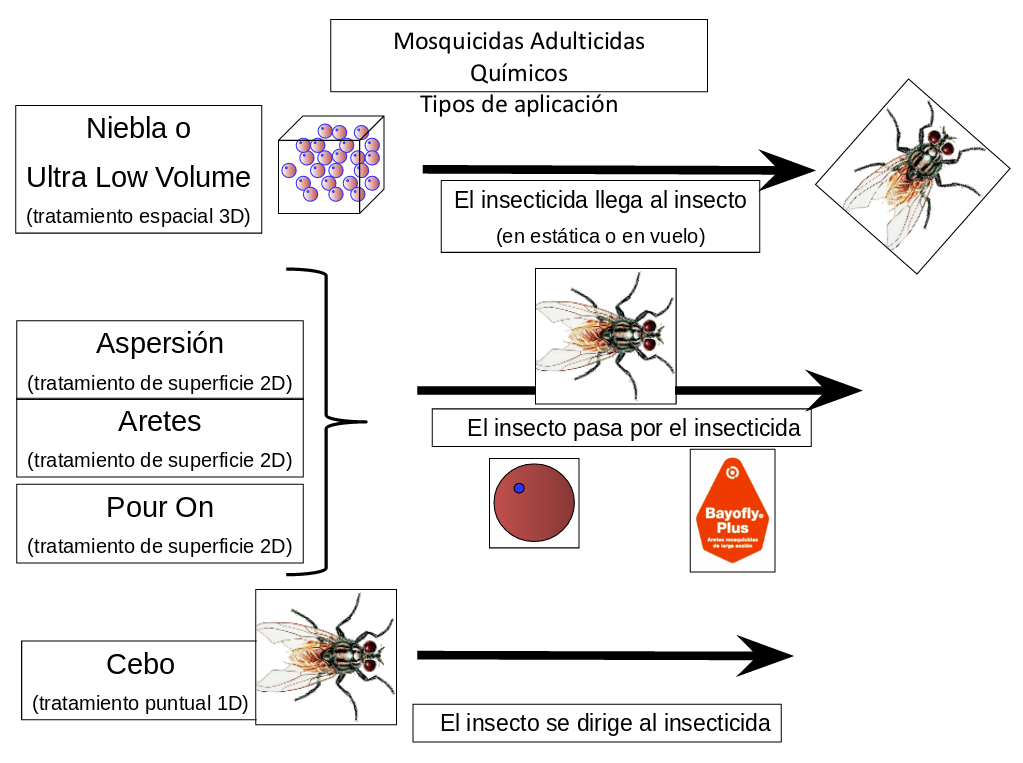 Mosquicidas Adulticidas
Químicos
Tipos de aplicación
Niebla o
Ultra Low Volume
(tratamiento espacial 3D)
El insecticida llega al insecto
(en estática o en vuelo)
Aspersión
(tratamiento de superficie 2D)
Aretes
(tratamiento de superficie 2D)
Pour On
(tratamiento de superficie 2D)
El insecto pasa por el insecticida
Bayofly®
Plus
Aretes mosquicidas
de larga acción
Cebo
(tratamiento puntual 1D)
El insecto se dirige al insecticida